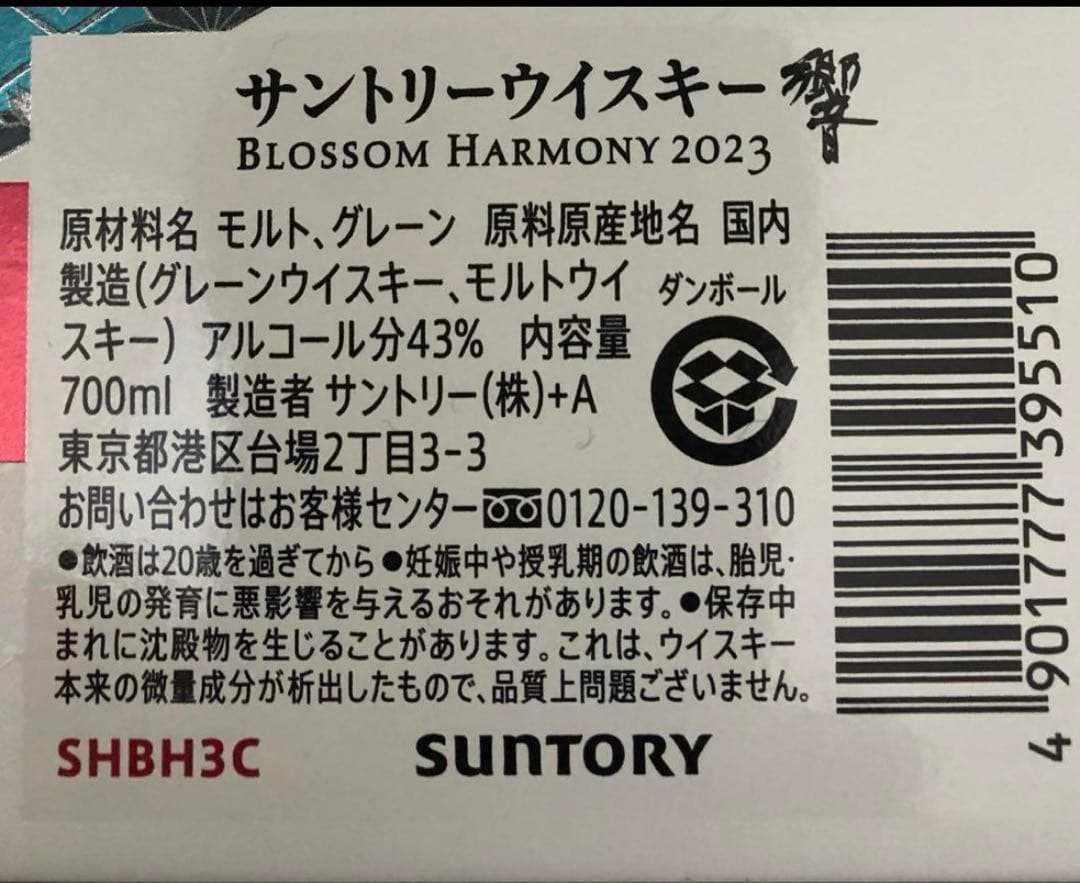 サントリーウイスキー響
BLOSSOM HARMONY 2023
原材料名 モルト、グレーン 原料原産地名 国内
製造(グレーンウイスキー、モルトウイ
スキー) アルコール分43% 内容量
700ml 製造者 サントリー(株)+A
東京都港区台場2丁目3-3
お問い合わせはお客様センター0120-139-310
●飲酒は20歳を過ぎてから●妊娠中や授乳期の飲酒は、胎児・
乳児の発育に悪影響を与えるおそれがあります。●保存中
まれに沈殿物を生じることがあります。これは、ウイスキー
本来の微量成分が析出したもので、品質上問題ございません。
SHBH3C SUNTORY
ダンボール
4 901777 395510